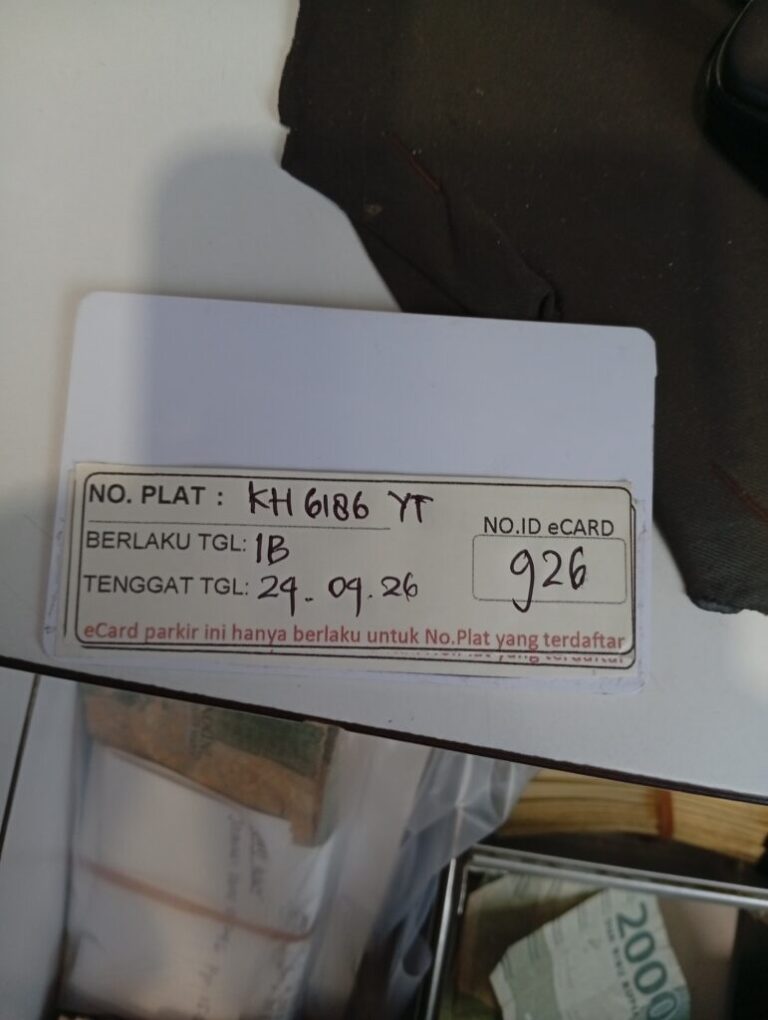 NO. PLAT : KH 6186 YT
BERLAKU TGL: 1B
TENGGAT TGL: 24-09.26
NO.ID eCARD
926
eCard parkir ini hanya berlaku untuk No.Plat yang terdaftar
2000